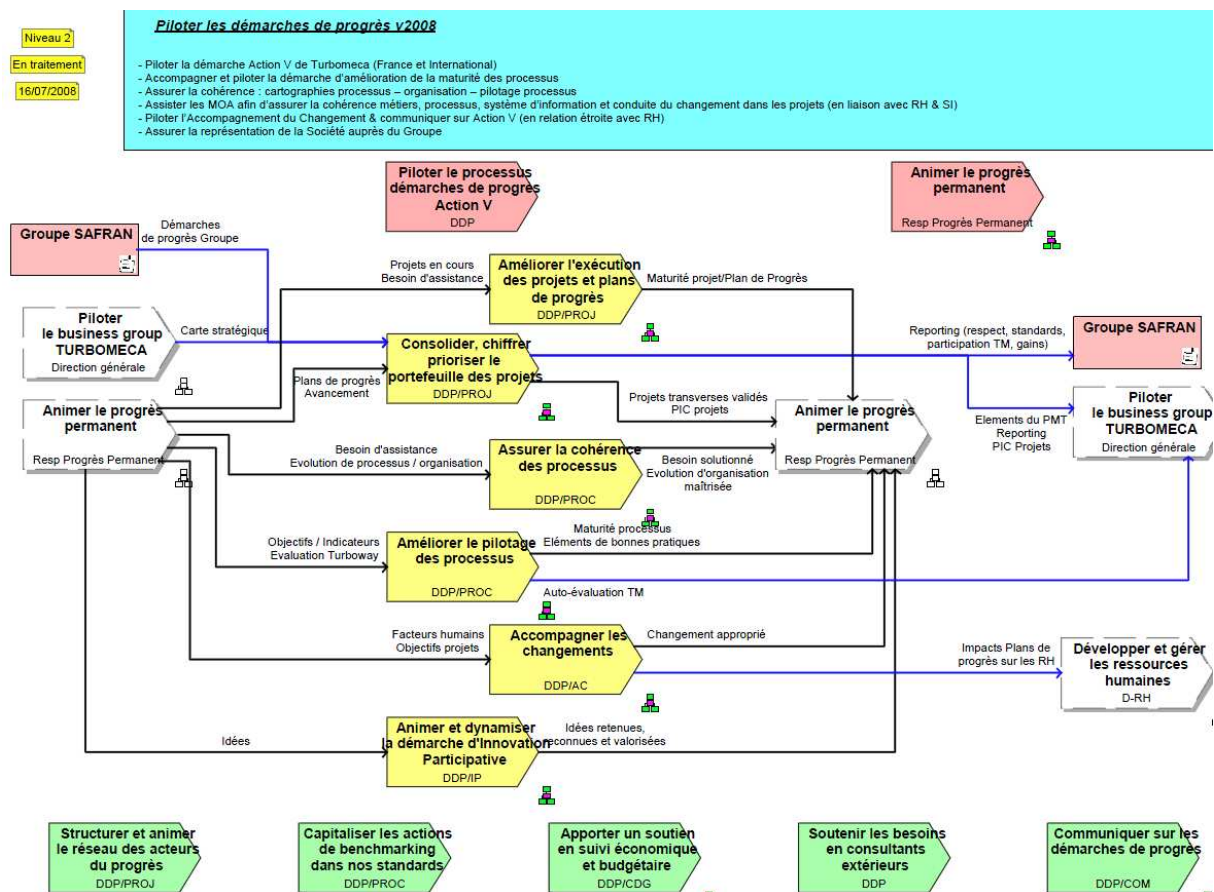 Piloter les démarches de progrès v2008
Niveau 2
En traitement
16/07/2008
- Piloter la démarche Action V de Turbomeca (France et International)
- Accompagner et piloter la démarche d'amélioration de la maturité des processus
- Assurer la cohérence : cartographies processus – organisation – pilotage processus
- Assister les MOA afin d'assurer la cohérence métiers, processus, système d'information et conduite du changement dans les projets (en liaison avec RH & SI)
- Piloter l'Accompagnement du Changement & communiquer sur Action V (en relation étroite avec RH)
- Assurer la représentation de la Société auprès du Groupe
Piloter le processus
démarches de progrès
Action V
DDP
Animer le progrès
permanent
Resp Progrès Permanent
Groupe SAFRAN
Démarches
de progrès Groupe
Projets en cours
Besoin d'assistance
Améliorer l'exécution
des projets et plans
de progrès
DDP/PROJ
Maturité projet/Plan de Progrès
Piloter
le business group
TURBOMECA
Direction générale
Carte stratégique
Consolider, chiffrer
prioriser le
portefeuille des projets
DDP/PROJ
Reporting (respect, standards,
participation TM, gains)
Groupe SAFRAN
Plans de progrès
Avancement
Projets transverses validés
PIC projets
Animer le progrès
permanent
Resp Progrès Permanent
Animer le progrès
permanent
Resp Progrès Permanent
Elements du PMT
Reporting
PIC Projets
Piloter
le business group
TURBOMECA
Direction générale
Besoin d'assistance
Evolution de processus / organisation
Assurer la cohérence
des processus
DDP/PROC
Besoin solutionné
Evolution d'organisation
maîtrisée
Objectifs / Indicateurs
Evaluation Turboway
Améliorer le pilotage
des processus
DDP/PROC
Maturité processus
Eléments de bonnes pratiques
Auto-évaluation TM
Facteurs humains
Objectifs projets
Accompagner les
changements
DDP/AC
Changement approprié
Impacts Plans de
progrès sur les RH
Développer et gérer
les ressources
humaines
D-RH
Idées
Animer et dynamiser
la démarche d'Innovation
Participative
DDP/IP
Idées retenues,
reconnues et valorisées
Structurer et animer
le réseau des acteurs
du progrès
DDP/PROJ
Capitaliser les actions
de benchmarking
dans nos standards
DDP/PROC
Apporter un soutien
en suivi économique
et budgétaire
DDP/CDG
Soutenir les besoins
en consultants
extérieurs
DDP
Communiquer sur les
démarches de progrès
DDP/COM